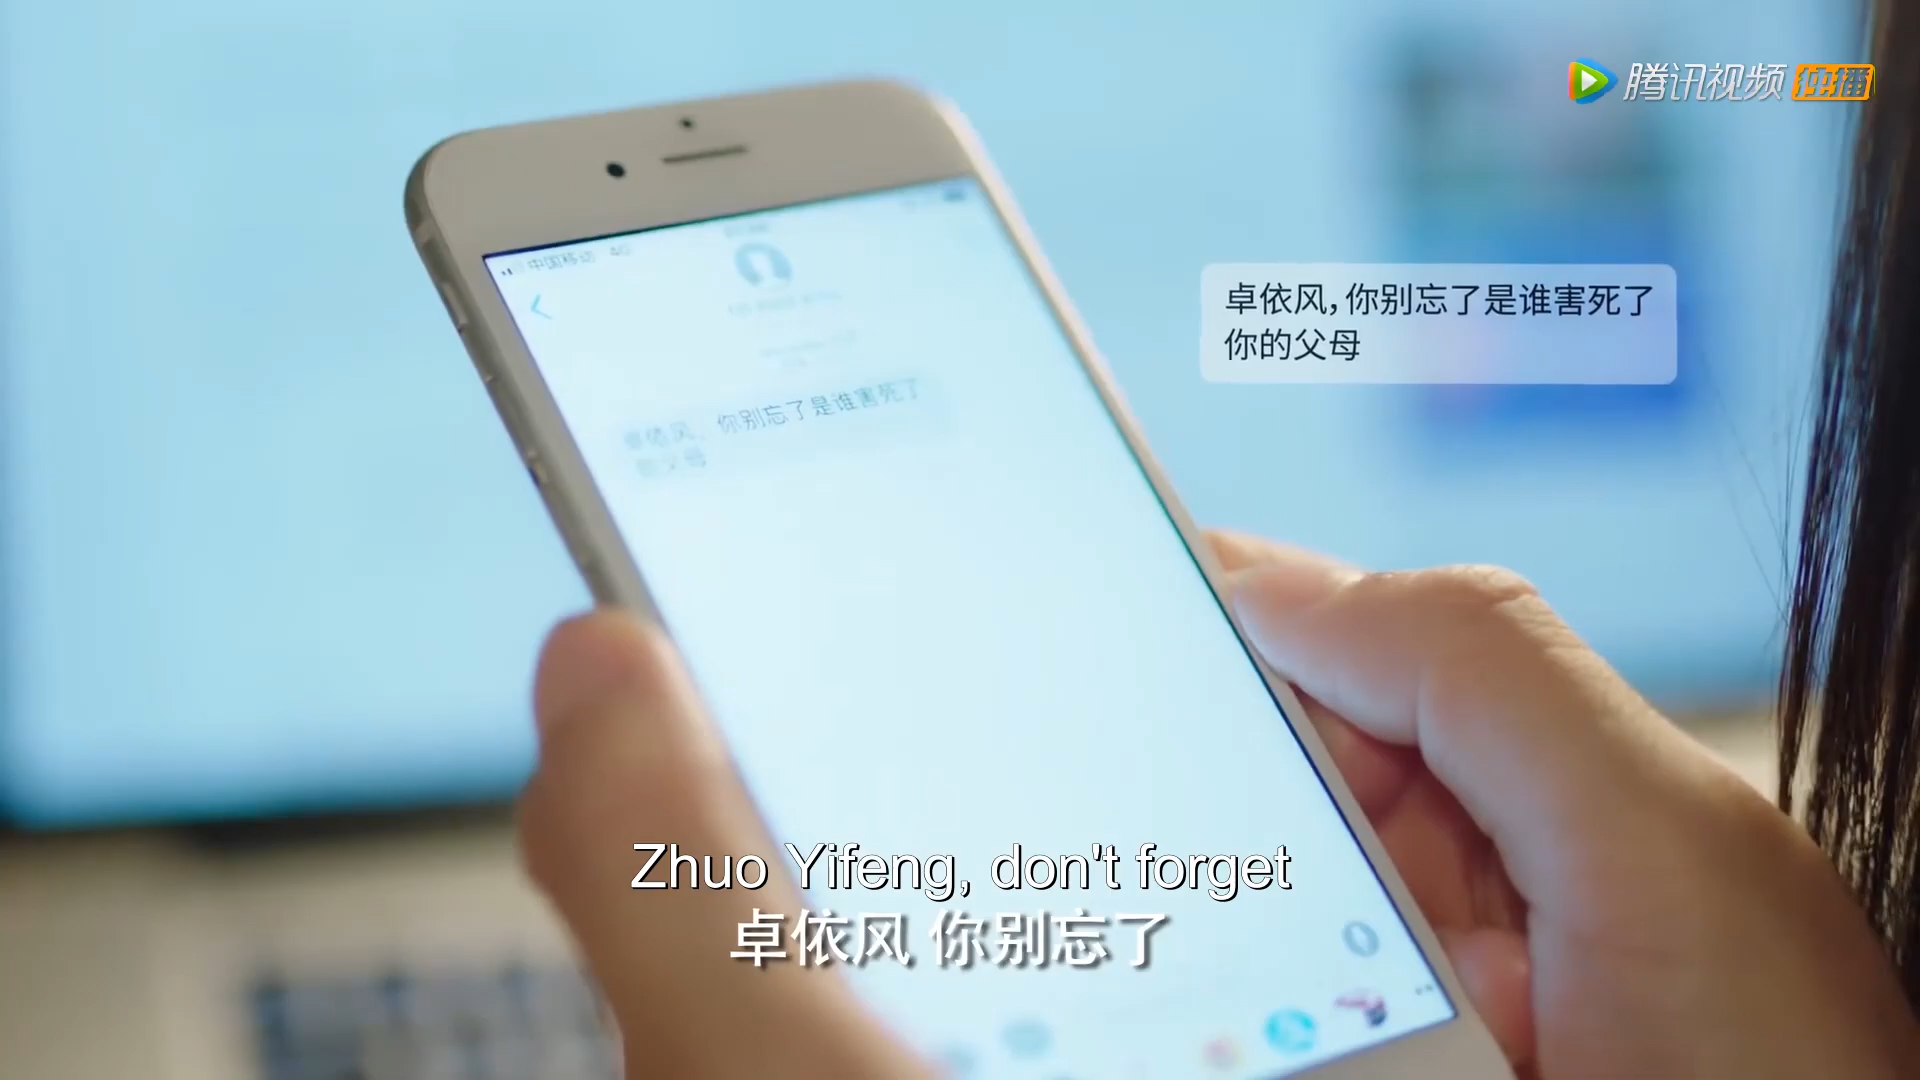 腾讯视频 独播
中国移动 4G
卓依风,你别忘了是谁害死了
你的父母
卓依风，你别忘了是谁害死了
你的父母
Zhuo Yifeng, don't forget
卓依风 你别忘了